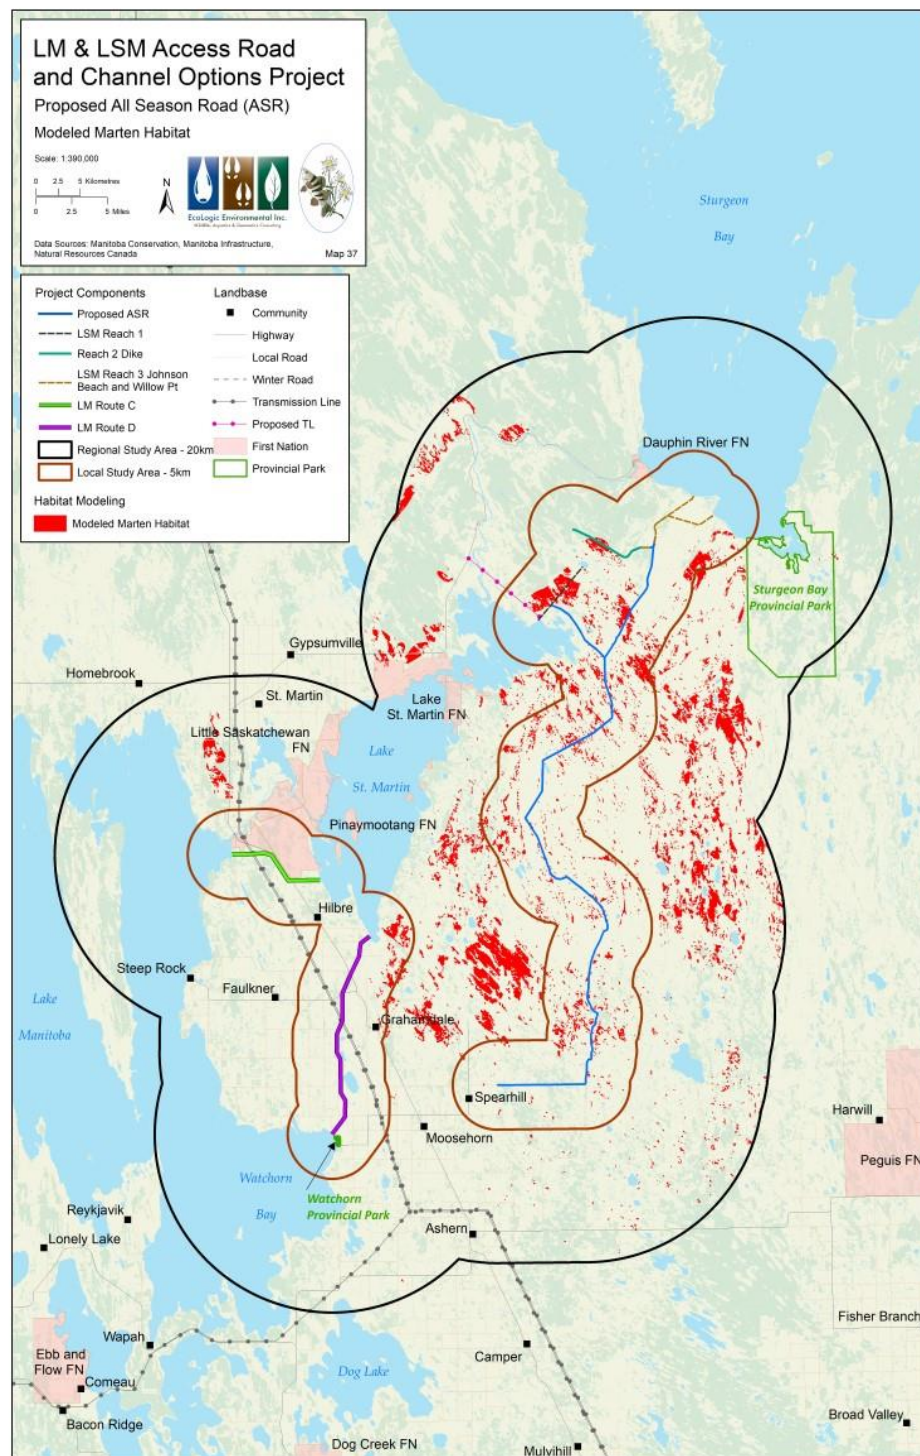 LM & LSM Access Road
and Channel Options Project
Proposed All Season Road (ASR)
Modeled Marten Habitat
Scale: 1:390,000
0 2.5 5 Kilometres
0 2.5 5 Miles
N
EcoLogic Environmental Inc.
Data Sources: Manitoba Conservation, Manitoba Infrastructure,
Natural Resources Canada
Map 37
Project Components
Proposed ASR
LSM Reach 1
Reach 2 Dike
LSM Reach 3 Johnson
Beach and Willow Pt
LM Route C
LM Route D
Regional Study Area - 20km
Local Study Area - 5km
Habitat Modeling
Modeled Marten Habitat
Landbase
Community
Highway
Local Road
Winter Road
Transmission Line
Proposed TL
First Nation
Provincial Park
Sturgeon
Bay
Dauphin River FN
Sturgeon Bay
Provincial Park
Gypsumville
Homebrook
St. Martin
Lake
St. Martin FN
Little Saskatchewan
FN
Lake
St. Martin
Pinaymootang FN
Hilbre
Steep Rock
Faulkner
Lake
Manitoba
Grahamdale
Spearhill
Moosehorn
Harwill
Peguis FN
Watchorn
Bay
Watchorn
Provincial Park
Reykjavik
Lonely Lake
Ashern
Fisher Branch
Wapah
Ebb and
Flow FN
Comeau
Camper
Dog Lake
Bacon Ridge
Broad Valley
Dog Creek FN
Mulvihill